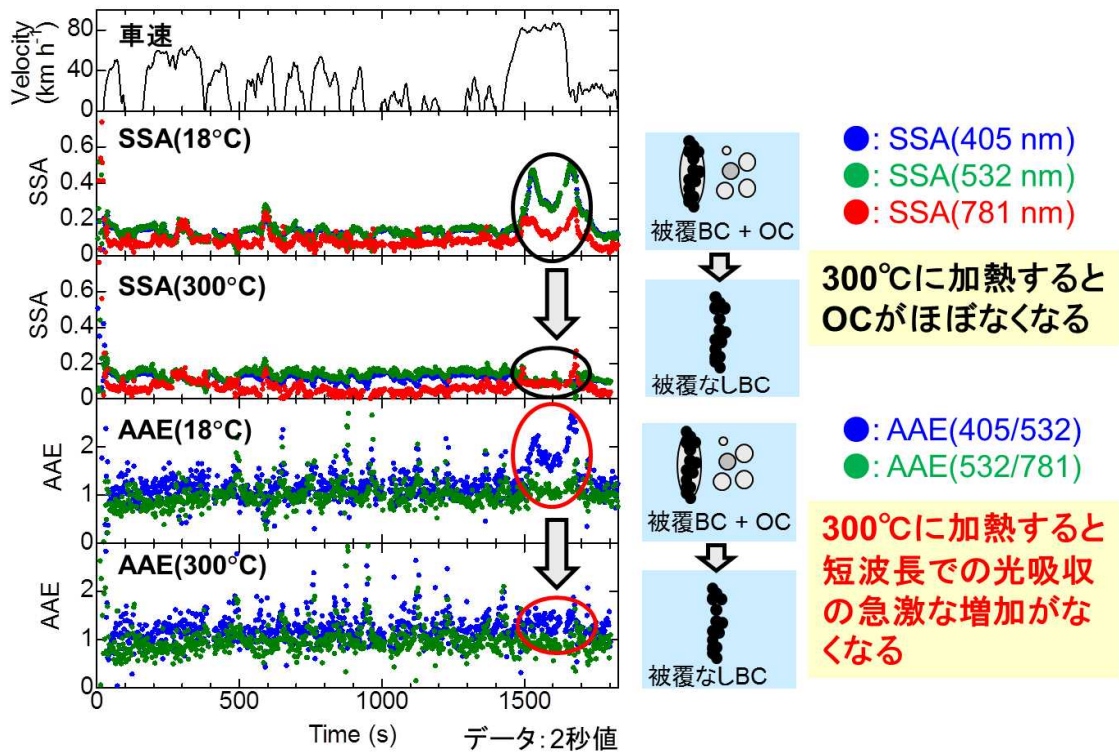 車速
Velocity
(km h⁻¹)
80
40
0
SSA(18°C)
SSA
0.6
0.4
0.2
0
SSA(300°C)
SSA
0.6
0.4
0.2
0
AAE(18°C)
AAE
2
1
0
AAE(300°C)
AAE
2
1
0
0
500
1000
1500
Time (s)
データ:2秒値
被覆BC + OC
被覆なしBC
被覆BC + OC
被覆なしBC
: SSA(405 nm)
: SSA(532 nm)
: SSA(781 nm)
300℃に加熱すると
OCがほぼなくなる
: AAE(405/532)
: AAE(532/781)
300℃に加熱すると
短波長での光吸収
の急激な増加がな
くなる